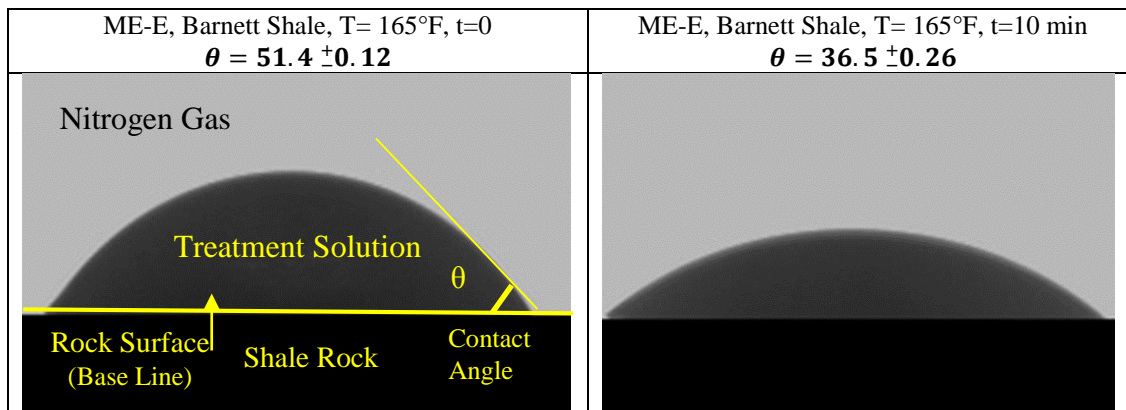 ME-E, Barnett Shale, T= 165°F, t=0
θ = 51.4 ±0.12
ME-E, Barnett Shale, T= 165°F, t=10 min
θ = 36.5 ±0.26
Nitrogen Gas
Treatment Solution
θ
Rock Surface
(Base Line)
Shale Rock
Contact
Angle